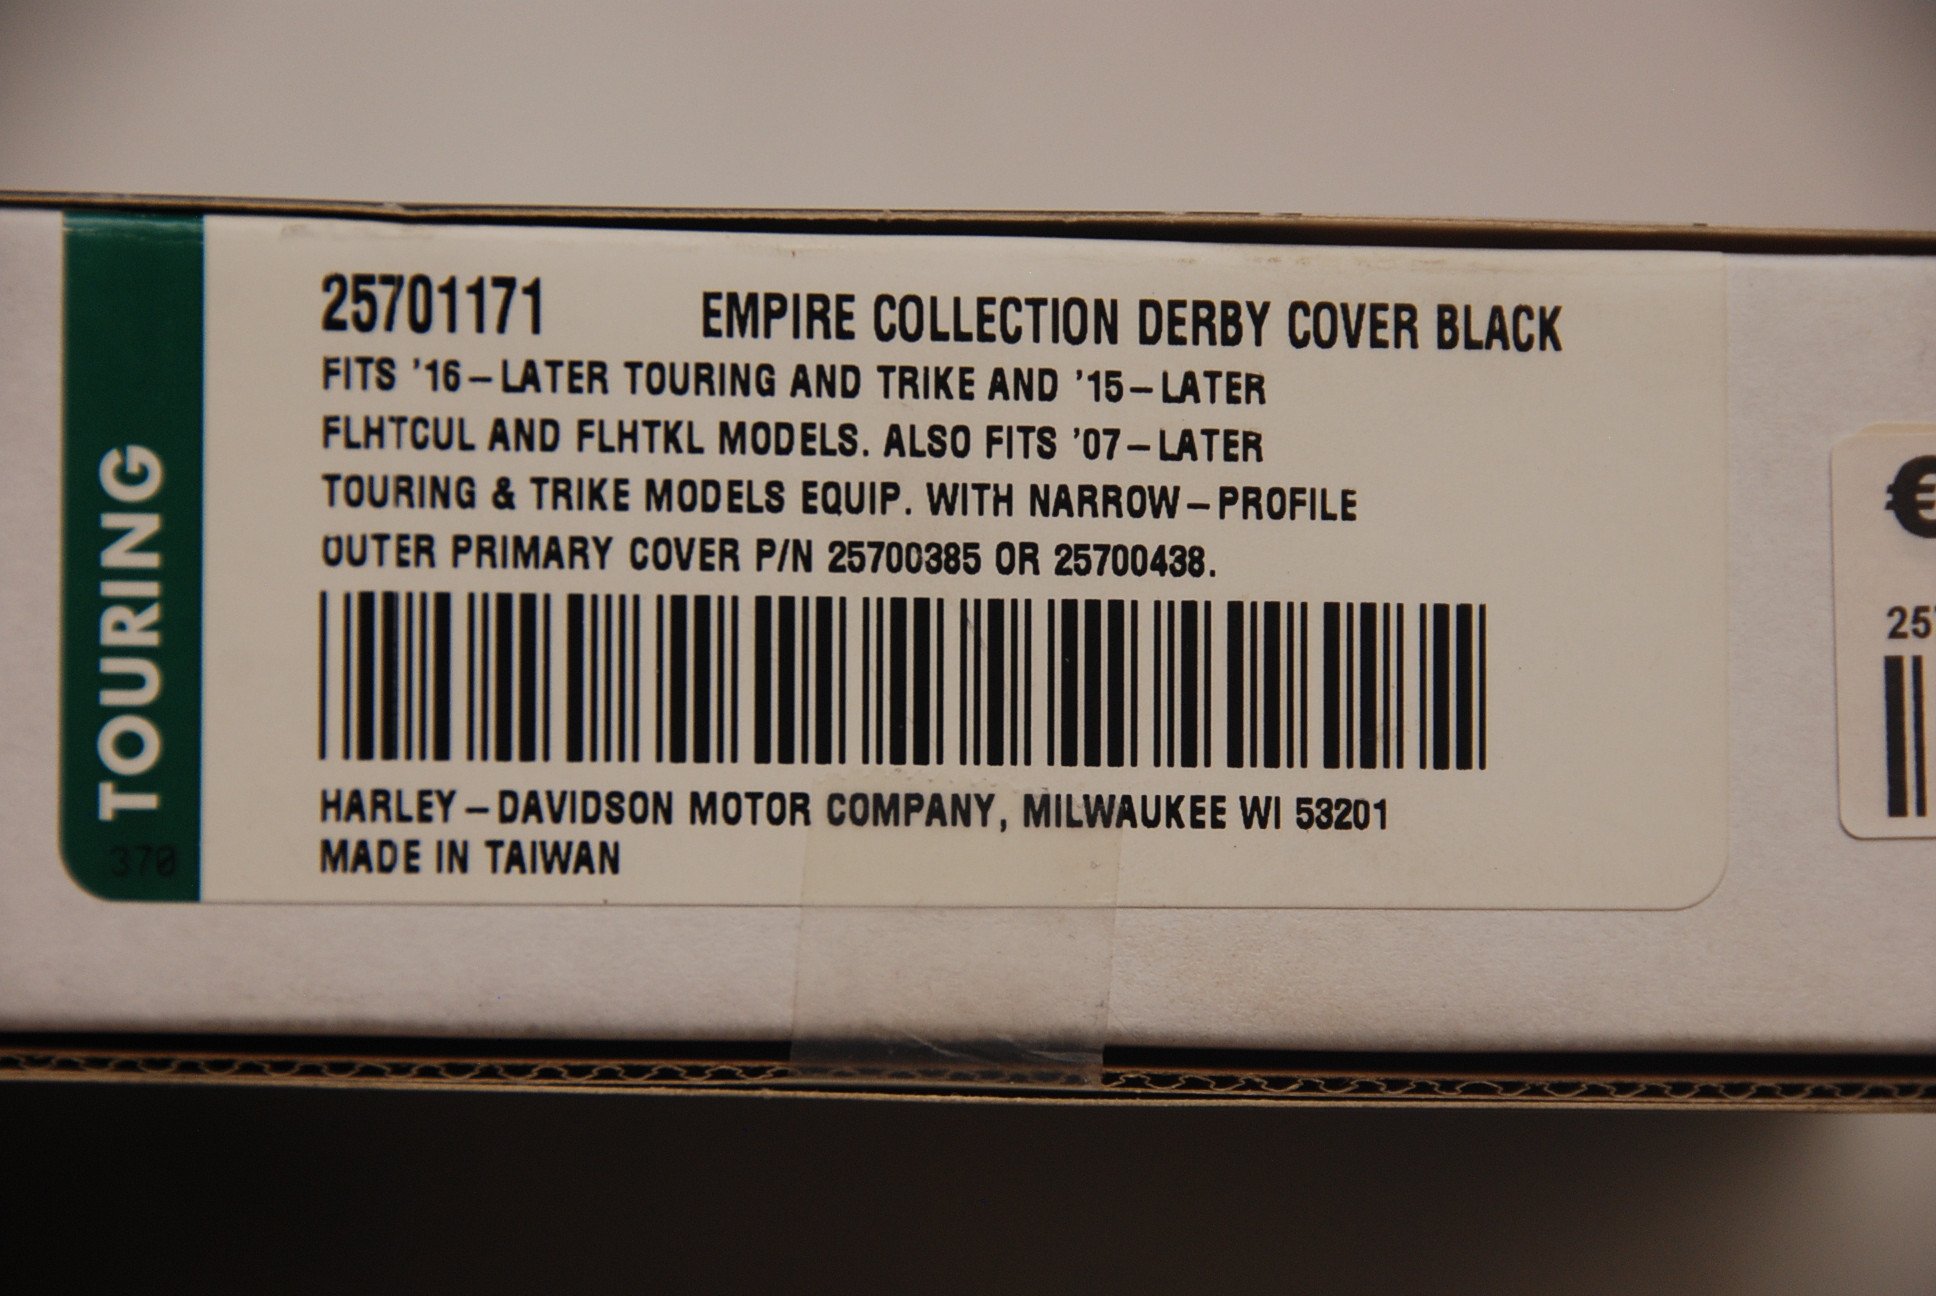 TOURING
370
25701171 EMPIRE COLLECTION DERBY COVER BLACK
FITS '16–LATER TOURING AND TRIKE AND '15–LATER
FLHTCUL AND FLHTKL MODELS. ALSO FITS '07–LATER
TOURING & TRIKE MODELS EQUIP. WITH NARROW–PROFILE
OUTER PRIMARY COVER P/N 25700385 OR 25700438.
HARLEY–DAVIDSON MOTOR COMPANY, MILWAUKEE WI 53201
MADE IN TAIWAN
€
25